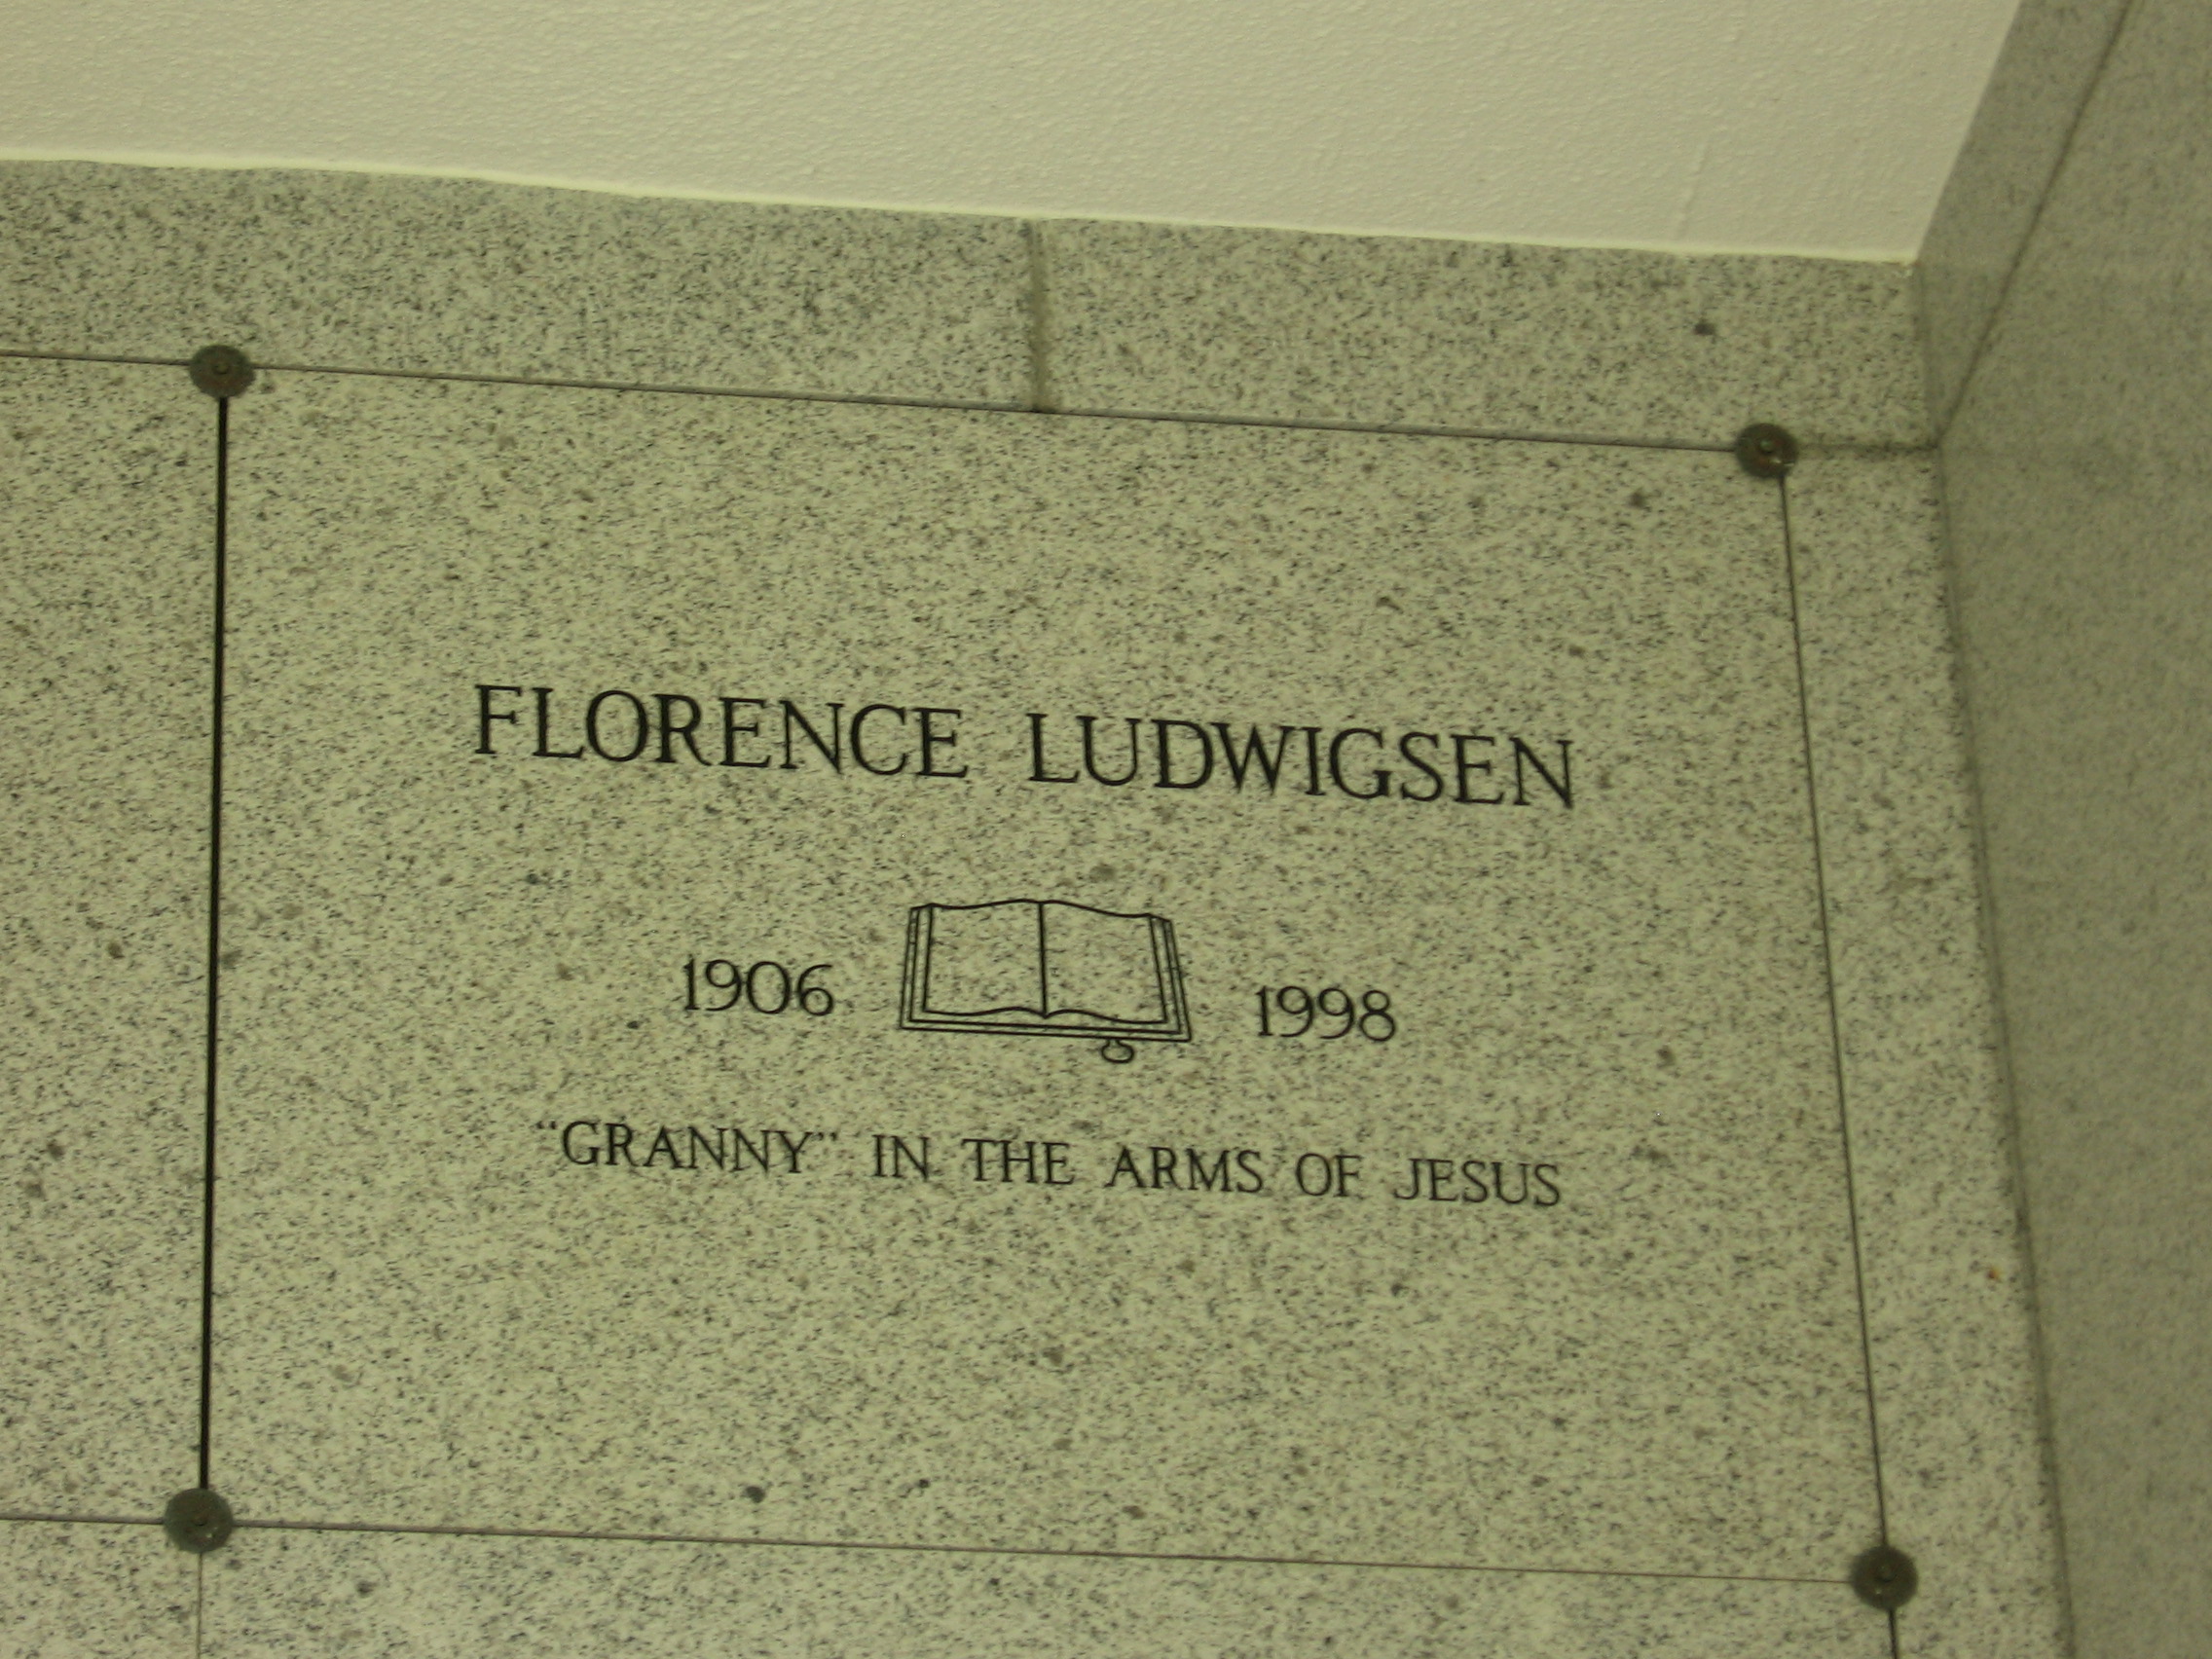 FLORENCE LUDWIGSEN
1906 1998
“GRANNY” IN THE ARMS OF JESUS